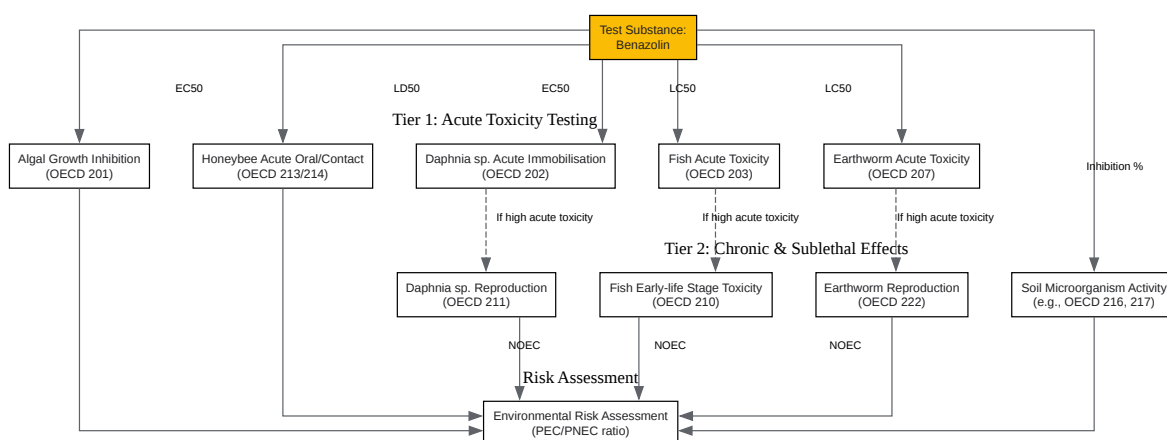 Test Substance:
Benazolin
EC50
LD50
EC50
LC50
LC50
Tier 1: Acute Toxicity Testing
Algal Growth Inhibition
(OECD 201)
Honeybee Acute Oral/Contact
(OECD 213/214)
Daphnia sp. Acute Immobilisation
(OECD 202)
Fish Acute Toxicity
(OECD 203)
Earthworm Acute Toxicity
(OECD 207)
Inhibition %
If high acute toxicity
If high acute toxicity
If high acute toxicity
Tier 2: Chronic & Sublethal Effects
Daphnia sp. Reproduction
(OECD 211)
Fish Early-life Stage Toxicity
(OECD 210)
Earthworm Reproduction
(OECD 222)
Soil Microorganism Activity
(e.g., OECD 216, 217)
NOEC
NOEC
NOEC
Risk Assessment
Environmental Risk Assessment
(PEC/PNEC ratio)